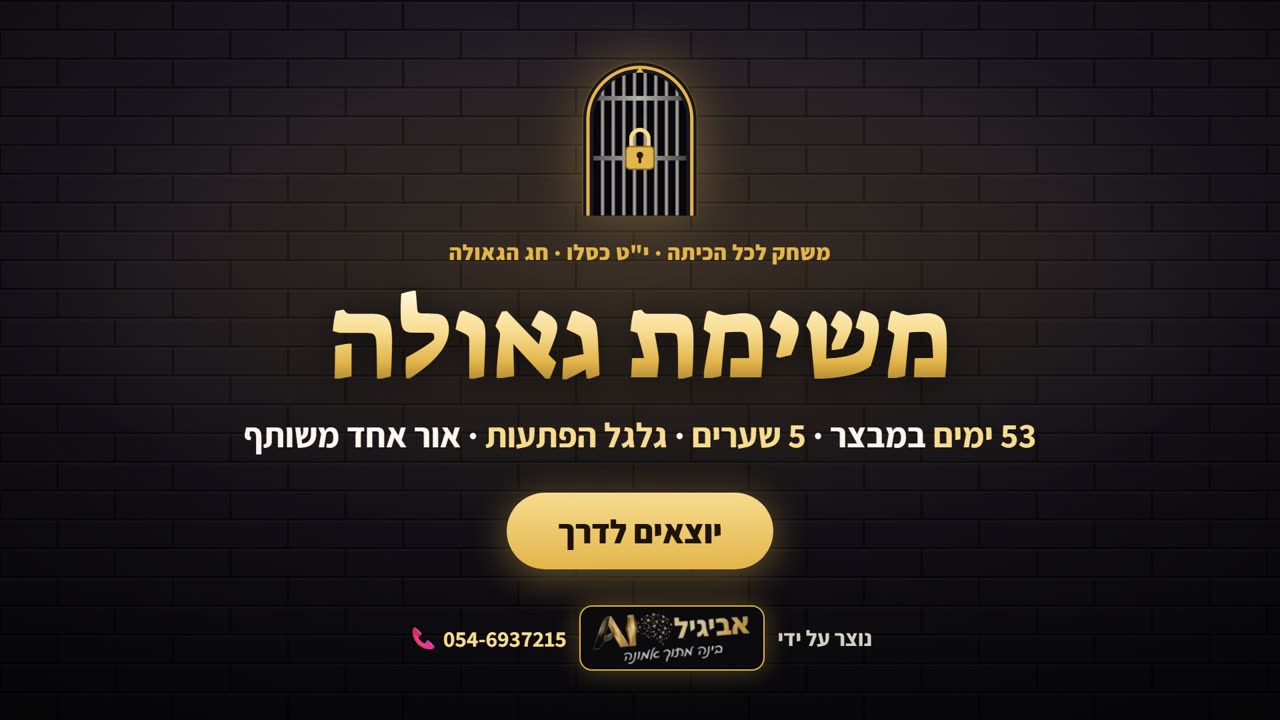 משחק לכל הכיתה · י"ט כסלו · חג הגאולה
משימת גאולה
53 ימים במבצר · 5 שערים · גלגל הפתעות · אור אחד משותף
יוצאים לדרך
נוצר על ידי
אביגיל AI
בינה מתוך אמונה
054-6937215